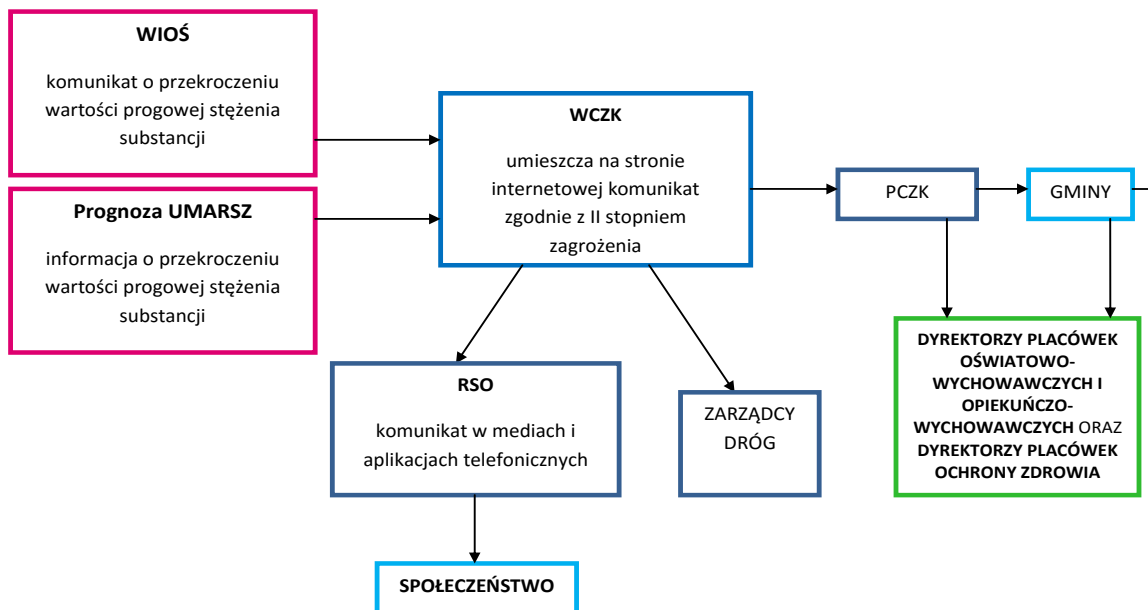 WIOŚ
komunikat o przekroczeniu
wartości progowej stężenia
substancji
Prognoza UMARSZ
informacja o przekroczeniu
wartości progowej stężenia
substancji
WCZK
umieszcza na stronie
internetowej komunikat
zgodnie z II stopniem
zagrożenia
PCZK
GMINY
RSO
komunikat w mediach i
aplikacjach telefonicznych
ZARZĄDCY
DRÓG
DYREKTORZY PLACÓWEK
OŚWIATOWO-
WYCHOWAWCZYCH I
OPIEKUŃCZO-
WYCHOWAWCZYCH ORAZ
DYREKTORZY PLACÓWEK
OCHRONY ZDROWIA
SPOŁECZEŃSTWO